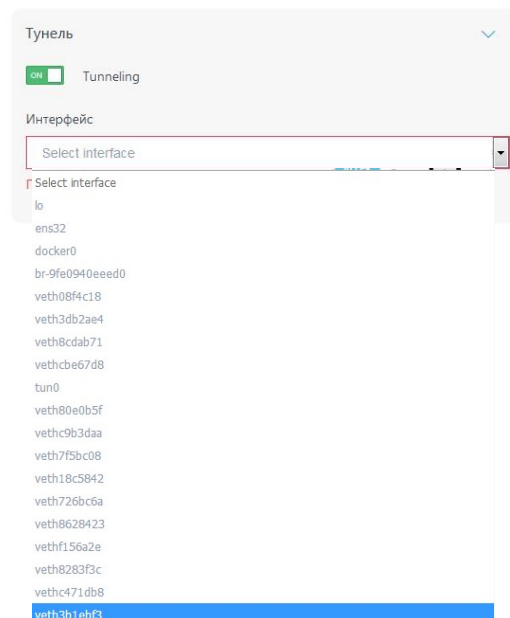 Тунель
ON Tunneling
Интерфейс
Select interface
Select interface
lo
ens32
docker0
br-9fe0940eeed0
veth08f4c18
veth3db2ae4
veth8cdab71
vethcbe67d8
tun0
veth80e0b5f
vethc9b3daa
veth7f5bc08
veth18c5842
veth726bc6a
veth8628423
vethf156a2e
veth8283f3c
vethc471db8
veth3b1ebf3